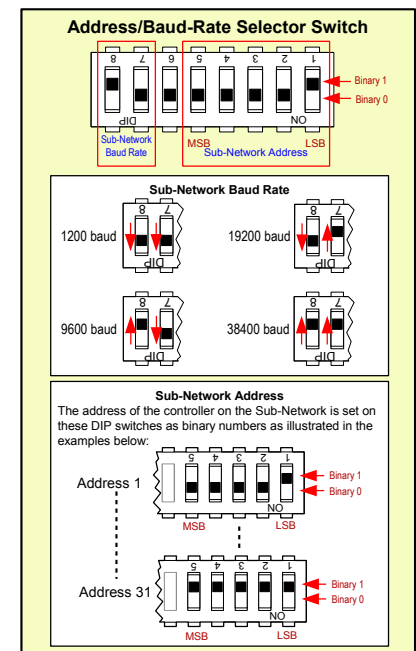 Address/Baud-Rate Selector Switch
8 7 6 5 4 3 2 1
Binary 1
Binary 0
DIP
ON
Sub-Network
Baud Rate
MSB
Sub-Network Address
LSB
Sub-Network Baud Rate
8 7
1200 baud
DIP
8 7
19200 baud
DIP
8 7
9600 baud
DIP
8 7
38400 baud
DIP
Sub-Network Address
The address of the controller on the Sub-Network is set on
these DIP switches as binary numbers as illustrated in the
examples below:
5 4 3 2 1
Address 1
Binary 1
Binary 0
ON
MSB
LSB
5 4 3 2 1
Address 31
Binary 1
Binary 0
ON
MSB
LSB